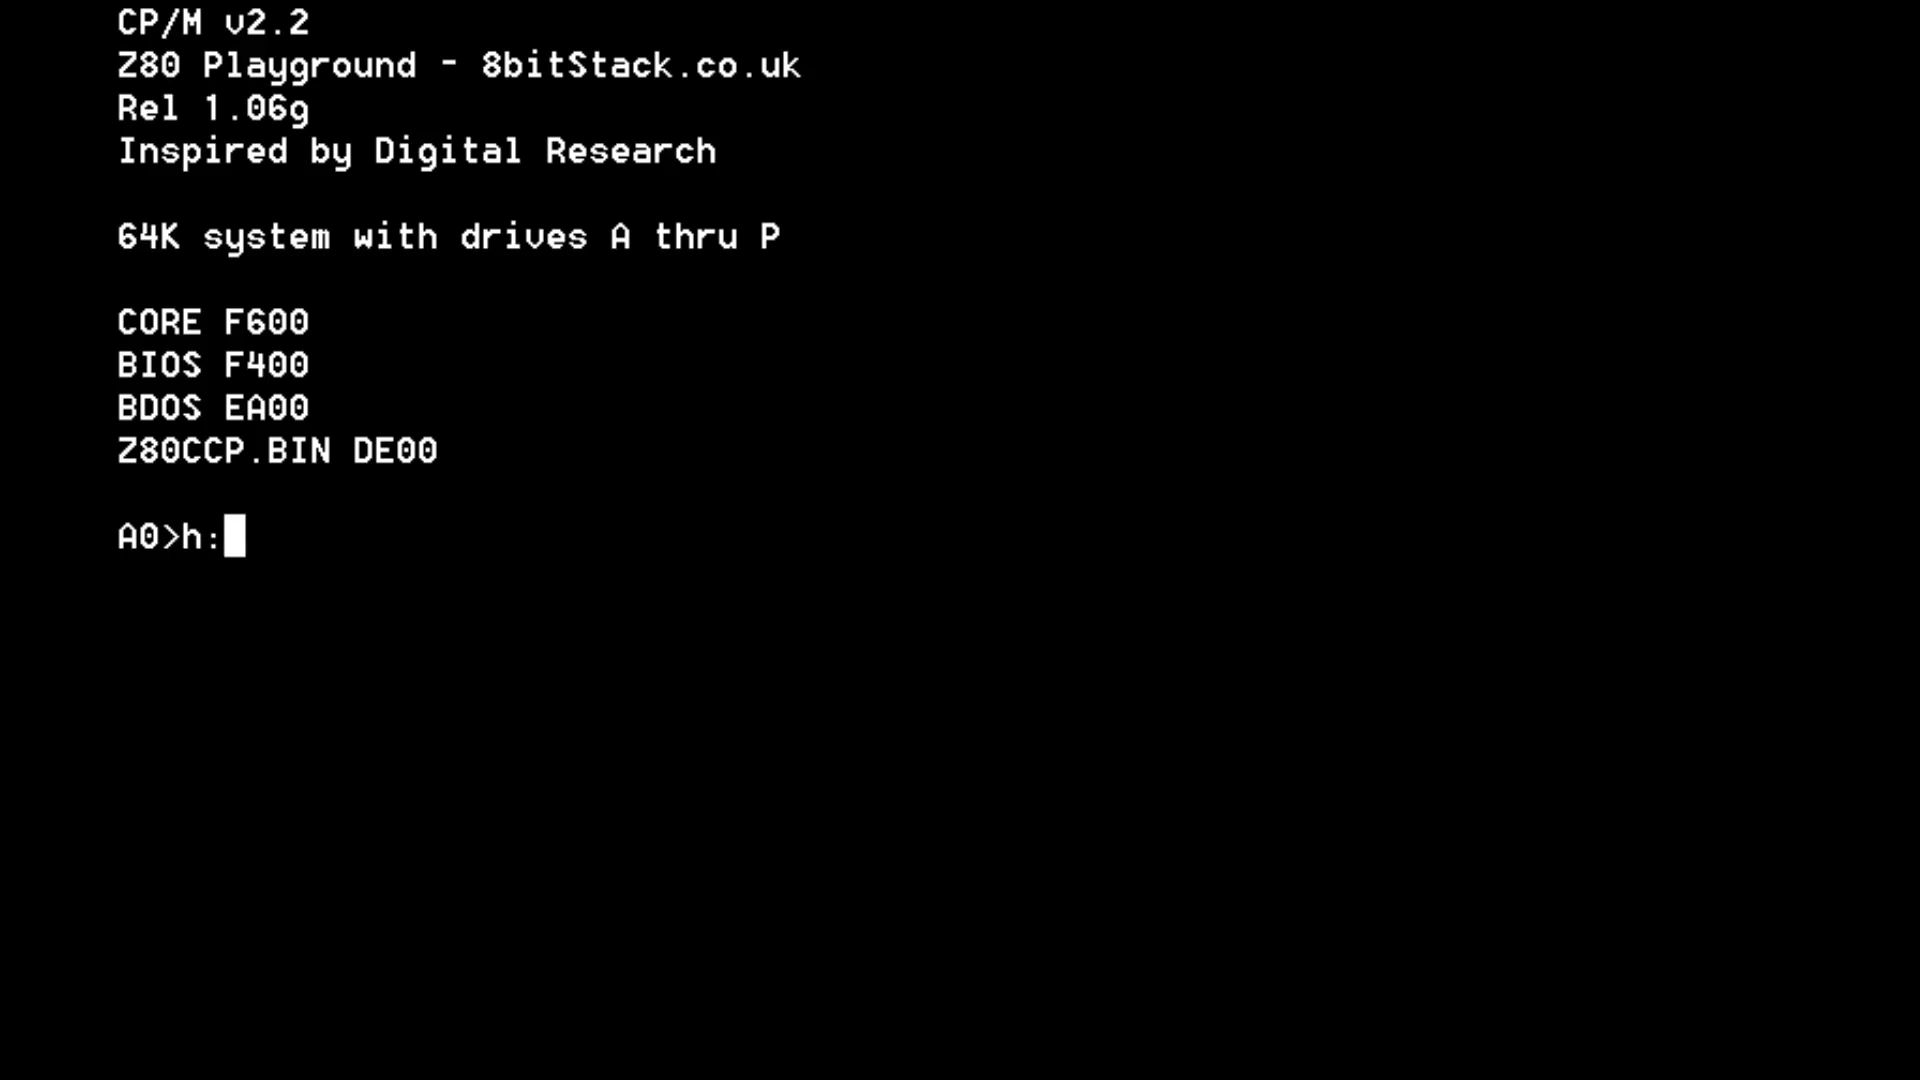 CP/M v2.2
Z80 Playground - 8bitStack.co.uk
Rel 1.06g
Inspired by Digital Research
64K system with drives A thru P
CORE F600
BIOS F400
BDOS EA00
Z80CCP.BIN DE00
A0>h: